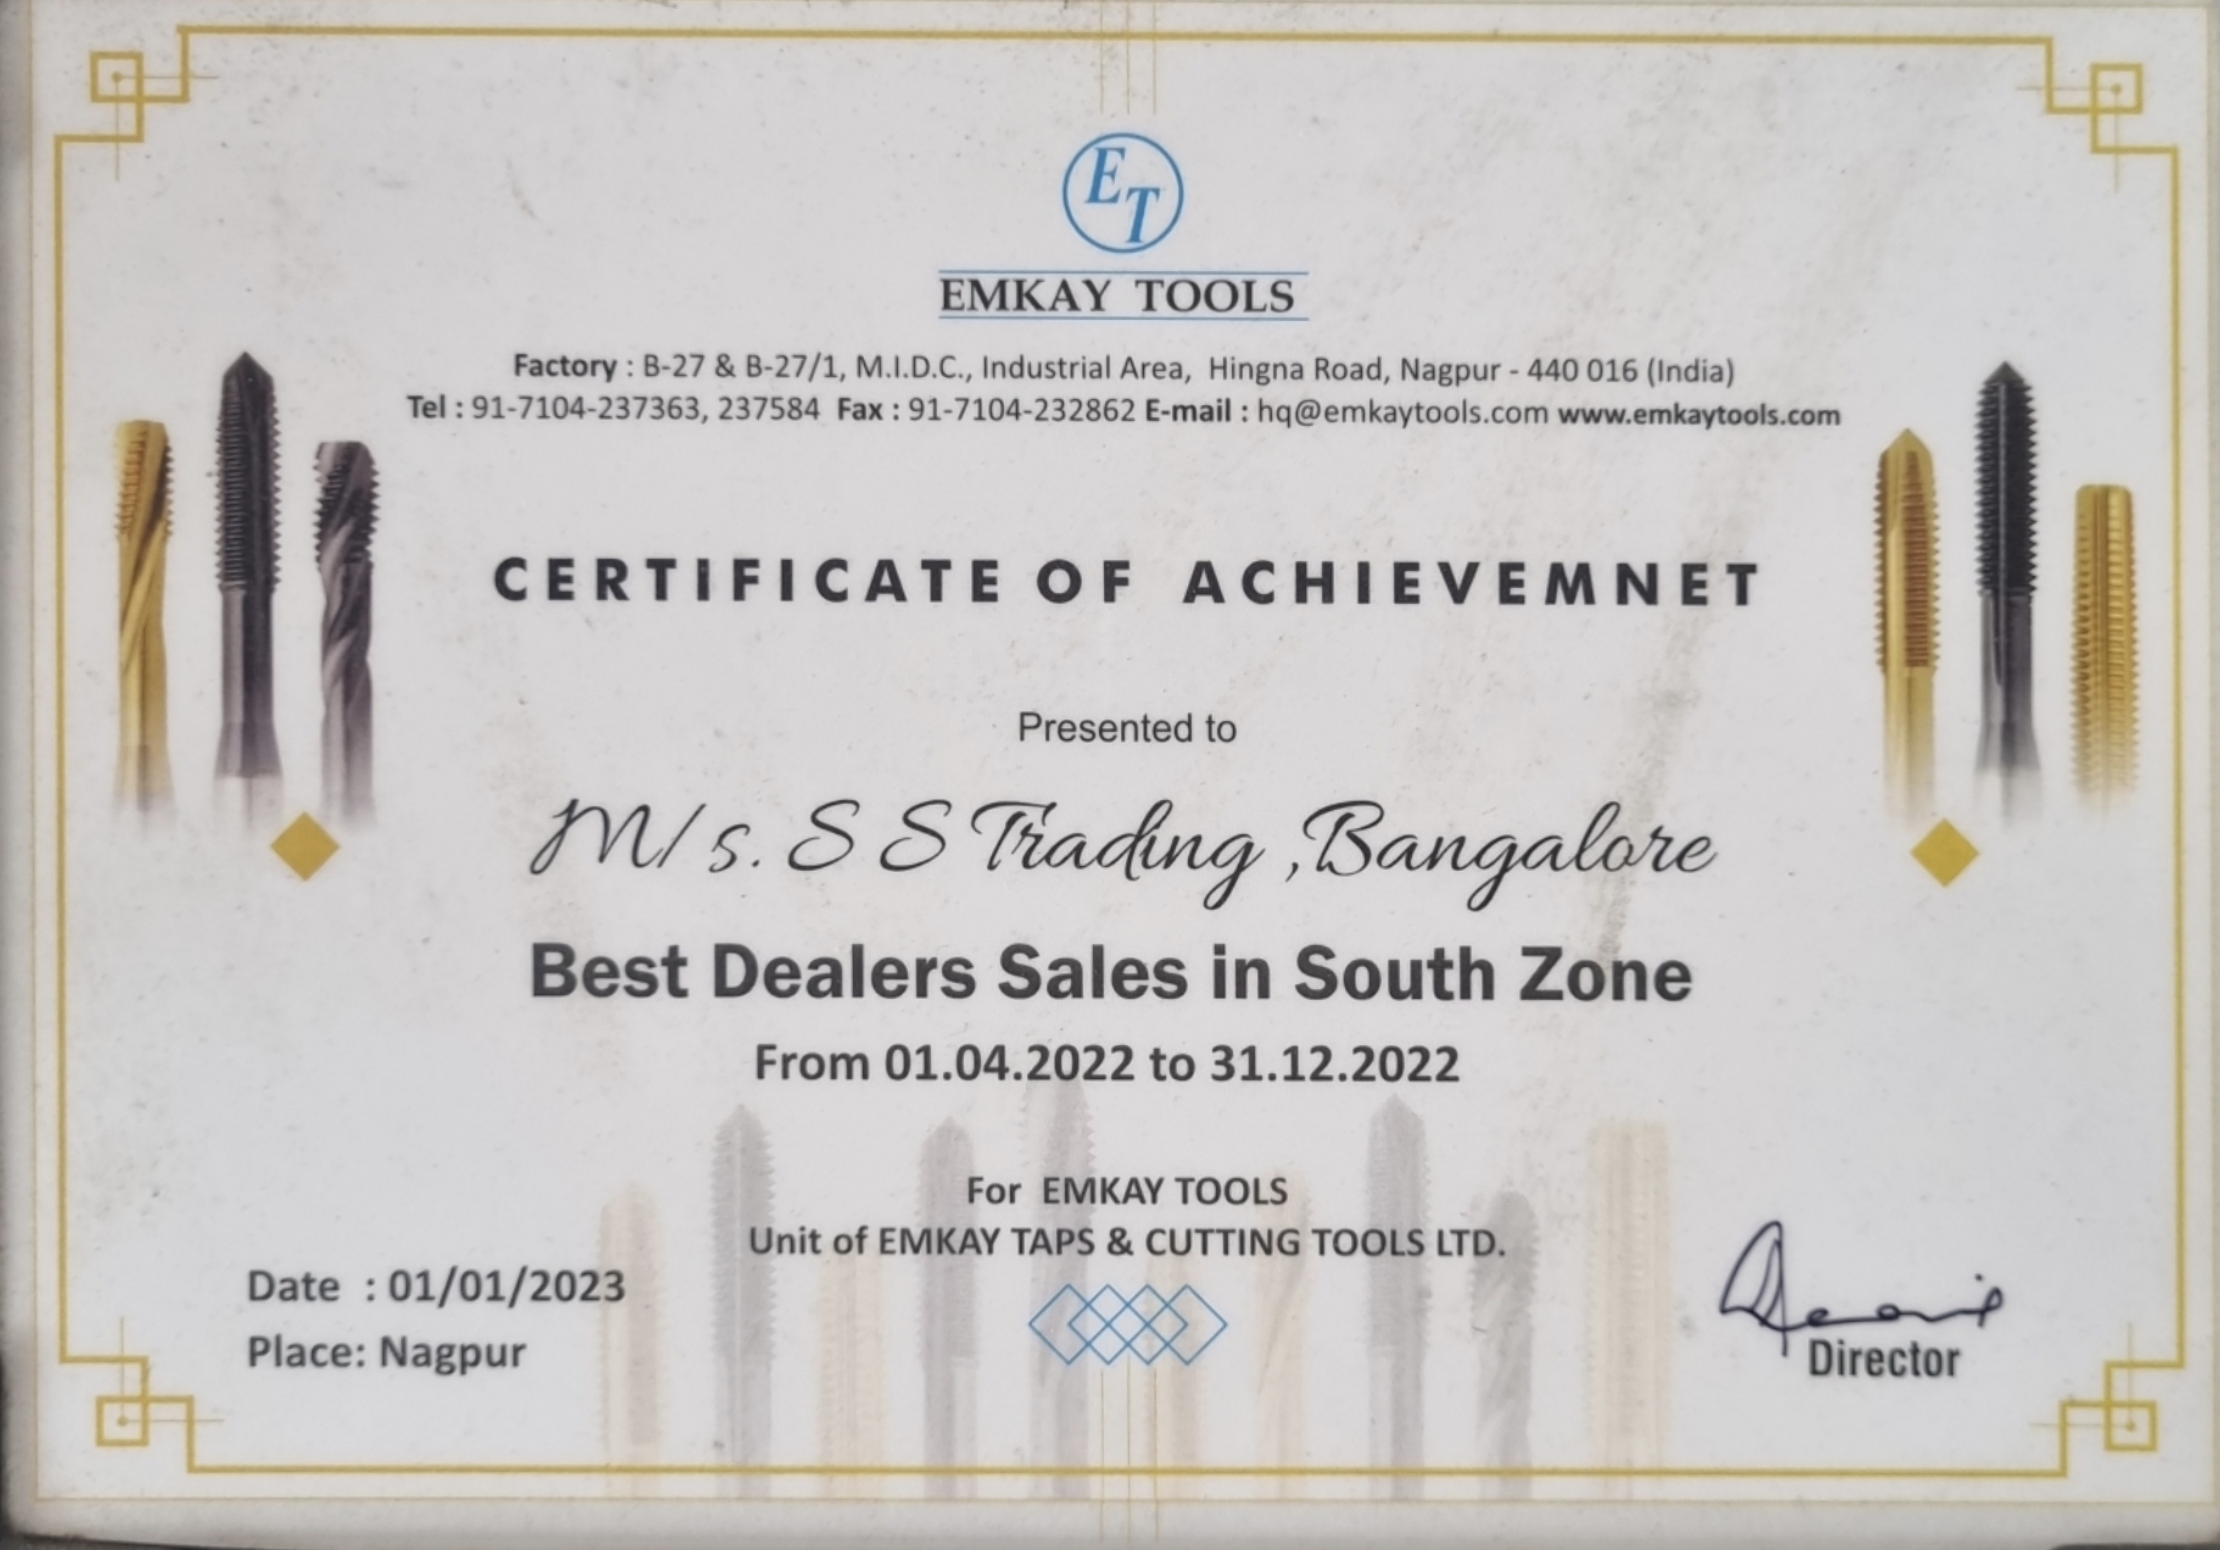 ET
EMKAY TOOLS
Factory : B-27 & B-27/1, M.I.D.C., Industrial Area, Hingna Road, Nagpur - 440 016 (India)
Tel : 91-7104-237363, 237584 Fax : 91-7104-232862 E-mail : hq@emkaytools.com www.emkaytools.com
CERTIFICATE OF ACHIEVEMNET
Presented to
M/s. S S Trading ,Bangalore
Best Dealers Sales in South Zone
From 01.04.2022 to 31.12.2022
For EMKAY TOOLS
Unit of EMKAY TAPS & CUTTING TOOLS LTD.
Date : 01/01/2023
Place: Nagpur
Director